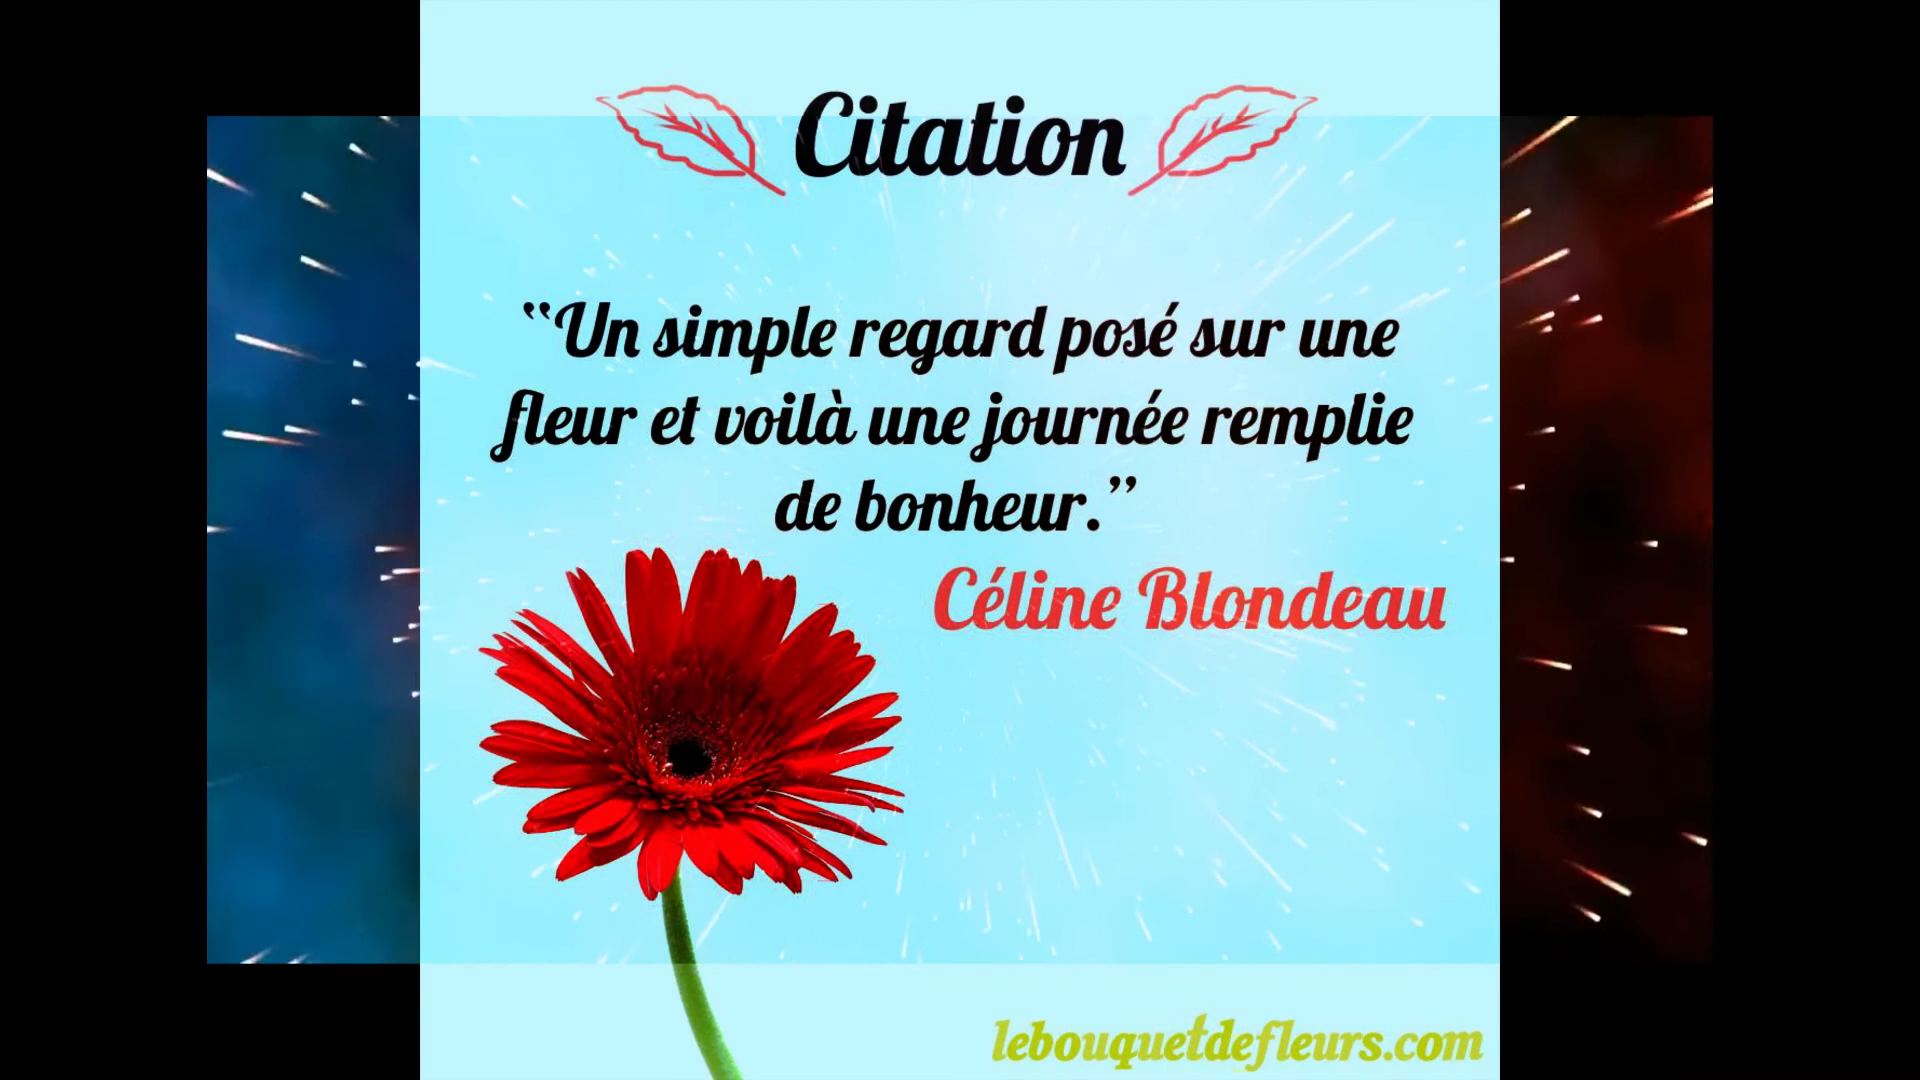 Citation
“Un simple regard posé sur une
fleur et voilà une journée remplie
de bonheur.”
Céline Blondeau
lebouquetdefleurs.com